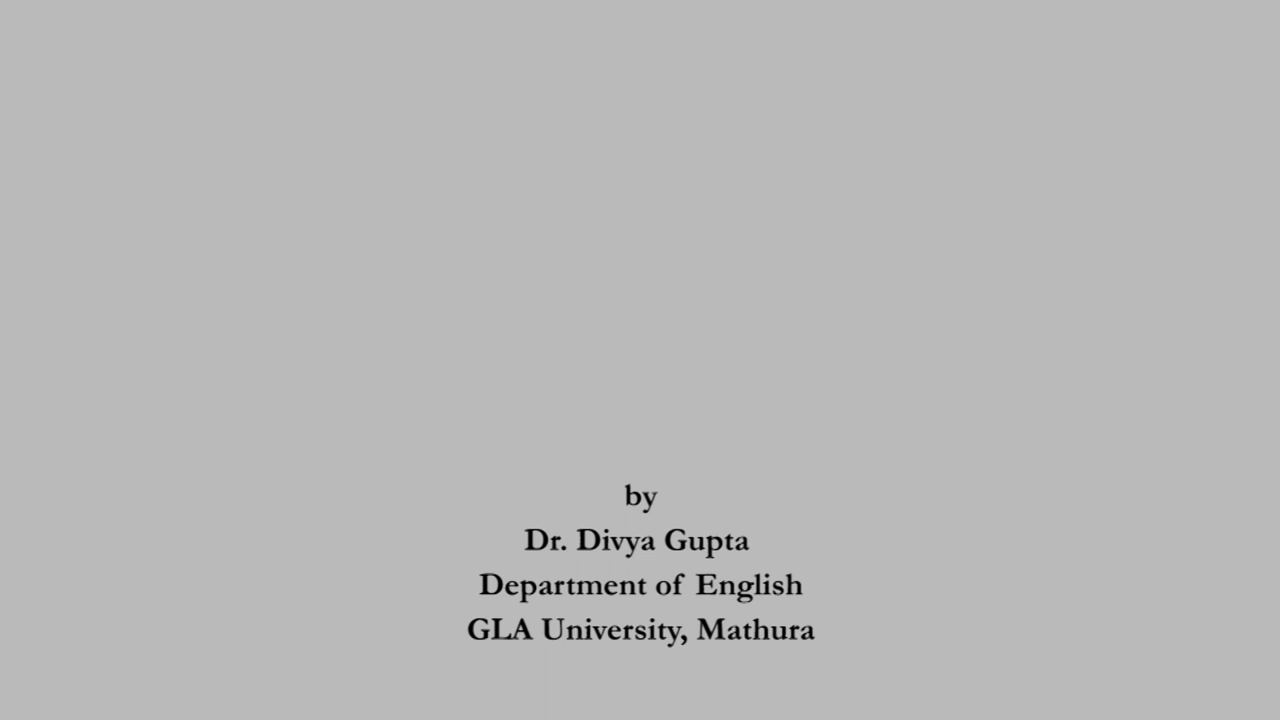 by
Dr. Divya Gupta
Department of English
GLA University, Mathura